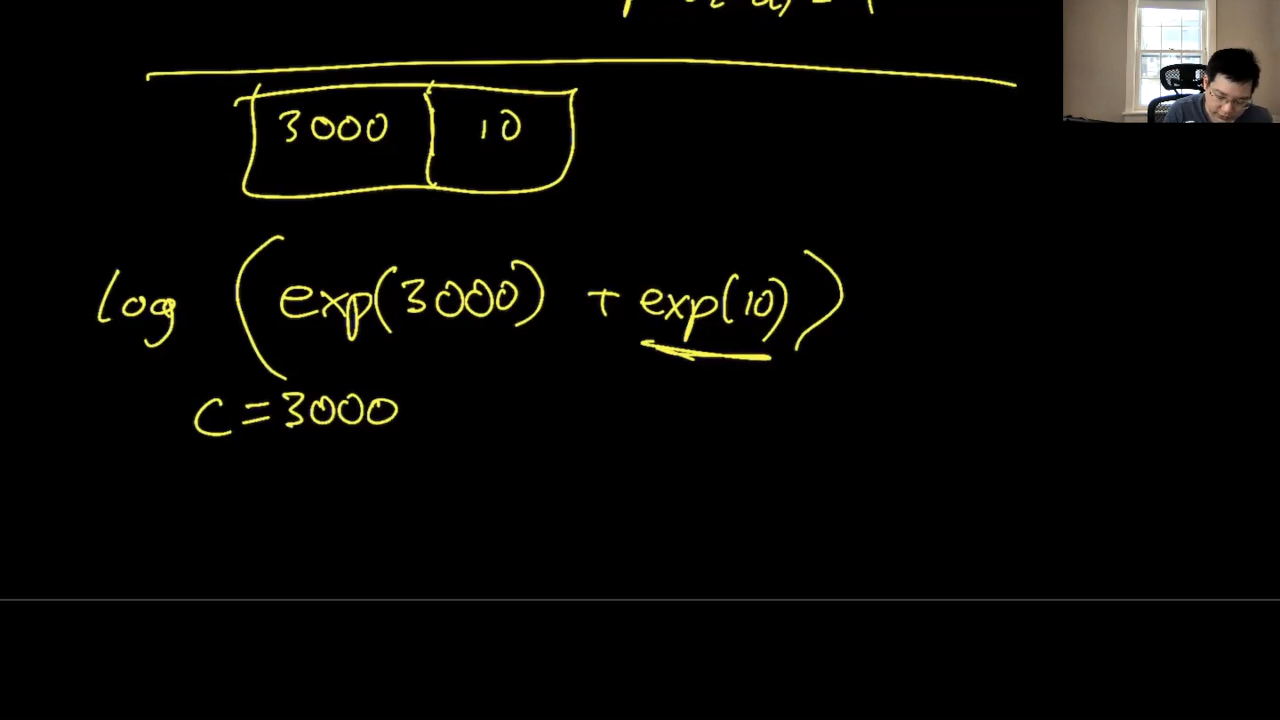 3000 10
log (exp(3000) + exp(10))
c = 3000